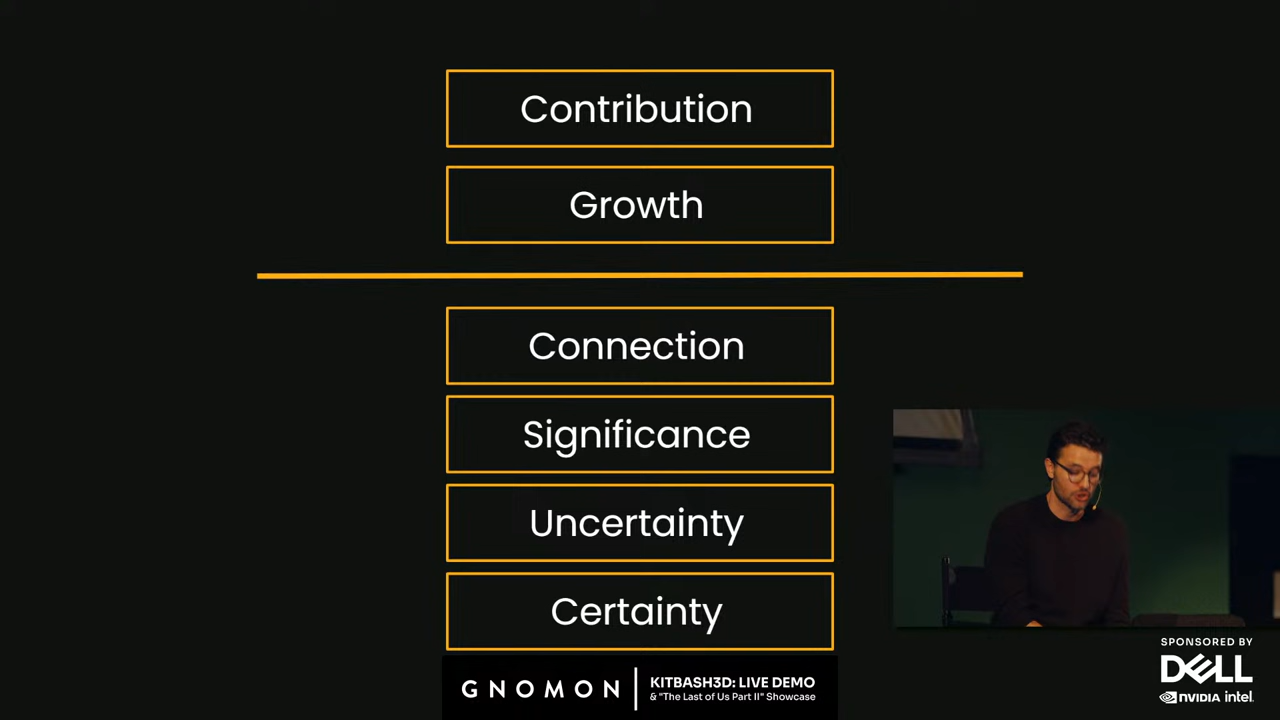 Contribution
Growth
Connection
Significance
Uncertainty
Certainty
GNOMON
KITBASH3D: LIVE DEMO
& "The Last of Us Part II" Showcase
SPONSORED BY
DELL
NVIDIA intel.